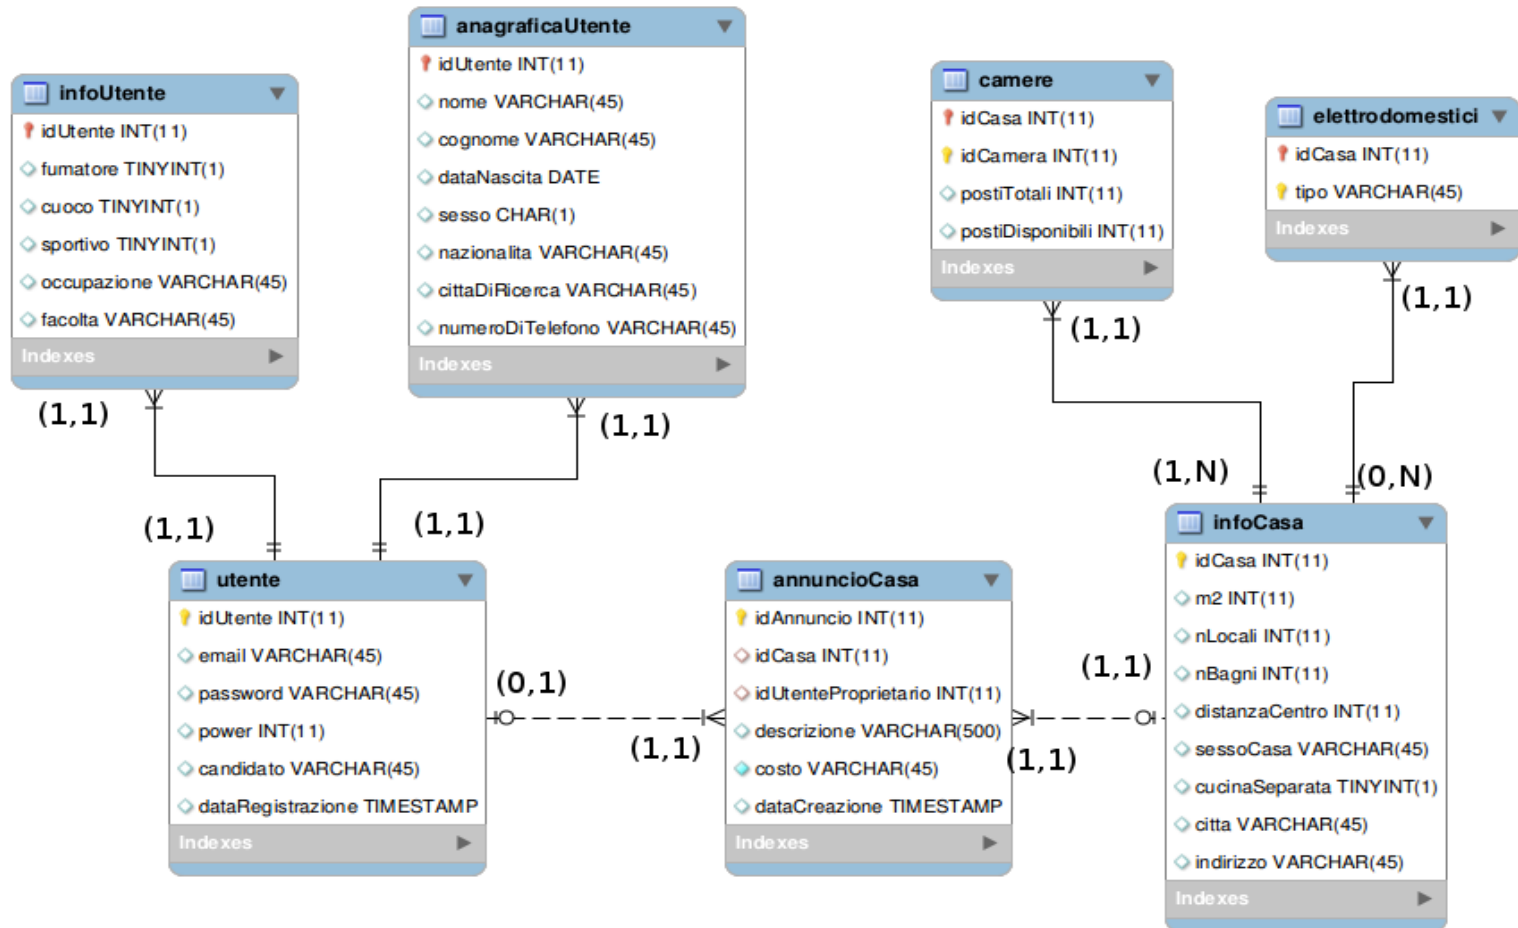 anagraficaUtente
idUtente INT(11)
nome VARCHAR(45)
cognome VARCHAR(45)
dataNascita DATE
sesso CHAR(1)
nazionalita VARCHAR(45)
cittaDiRicerca VARCHAR(45)
numeroDiTelefono VARCHAR(45)
Indexes
(1,1)
infoUtente
idUtente INT(11)
fumatore TINYINT(1)
cuoco TINYINT(1)
sportivo TINYINT(1)
occupazione VARCHAR(45)
facolta VARCHAR(45)
Indexes
(1,1)
camere
idCasa INT(11)
idCamera INT(11)
postiTotali INT(11)
postiDisponibili INT(11)
Indexes
(1,1)
elettrodomestici
idCasa INT(11)
tipo VARCHAR(45)
Indexes
(1,1)
(1,1)
(1,1)
utente
idUtente INT(11)
email VARCHAR(45)
password VARCHAR(45)
power INT(11)
candidato VARCHAR(45)
dataRegistrazione TIMESTAMP
Indexes
(0,1)
(1,1)
annuncioCasa
idAnnuncio INT(11)
idCasa INT(11)
idUtenteProprietario INT(11)
descrizione VARCHAR(500)
costo VARCHAR(45)
dataCreazione TIMESTAMP
Indexes
(1,1)
(1,1)
(1,N)
(0,N)
infoCasa
idCasa INT(11)
m2 INT(11)
nLocali INT(11)
nBagni INT(11)
distanzaCentro INT(11)
sessoCasa VARCHAR(45)
cucinaSeparata TINYINT(1)
citta VARCHAR(45)
indirizzo VARCHAR(45)
Indexes